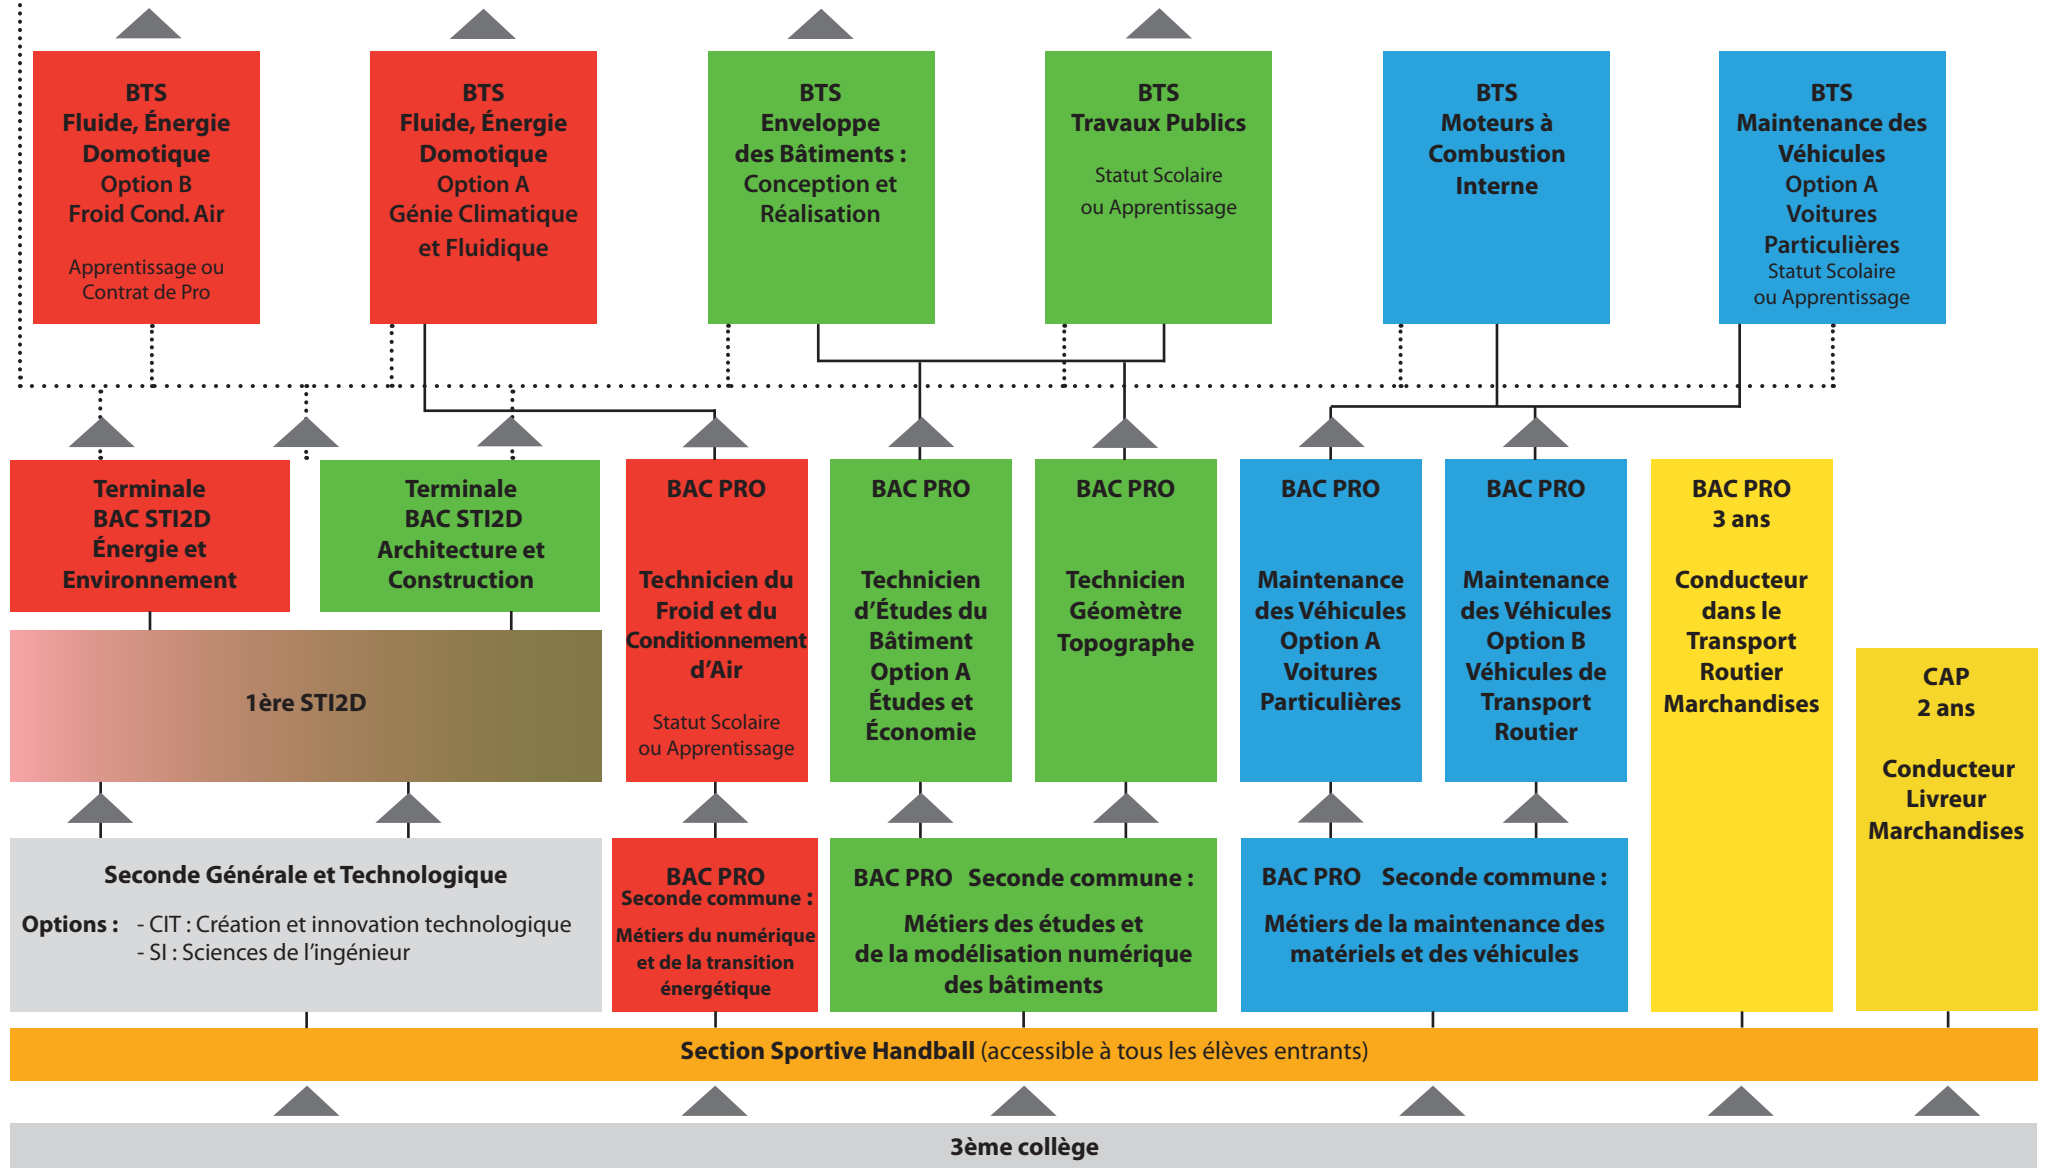 BTS
Fluide, Énergie
Domotique
Option B
Froid Cond. Air
Apprentissage ou
Contrat de Pro
BTS
Fluide, Énergie
Domotique
Option A
Génie Climatique
et Fluidique
BTS
Enveloppe
des Bâtiments :
Conception et
Réalisation
BTS
Travaux Publics
Statut Scolaire
ou Apprentissage
BTS
Moteurs à
Combustion
Interne
BTS
Maintenance des
Véhicules
Option A
Voitures
Particulières
Statut Scolaire
ou Apprentissage
Terminale
BAC STI2D
Énergie et
Environnement
Terminale
BAC STI2D
Architecture et
Construction
BAC PRO
Technicien du
Froid et du
Conditionnement
d'Air
Statut Scolaire
ou Apprentissage
BAC PRO
Technicien
d'Études du
Bâtiment
Option A
Études et
Économie
BAC PRO
Technicien
Géomètre
Topographe
BAC PRO
Maintenance
des Véhicules
Option A
Voitures
Particulières
BAC PRO
Maintenance
des Véhicules
Option B
Véhicules de
Transport
Routier
BAC PRO
3 ans
Conducteur
dans le
Transport
Routier
Marchandises
CAP
2 ans
Conducteur
Livreur
Marchandises
1ère STI2D
Seconde Générale et Technologique
Options : - CIT : Création et innovation technologique
- SI : Sciences de l'ingénieur
BAC PRO
Seconde commune :
Métiers du numérique
et de la transition
énergétique
BAC PRO Seconde commune :
Métiers des études et
de la modélisation numérique
des bâtiments
BAC PRO Seconde commune :
Métiers de la maintenance des
matériels et des véhicules
Section Sportive Handball (accessible à tous les élèves entrants)
3ème collège